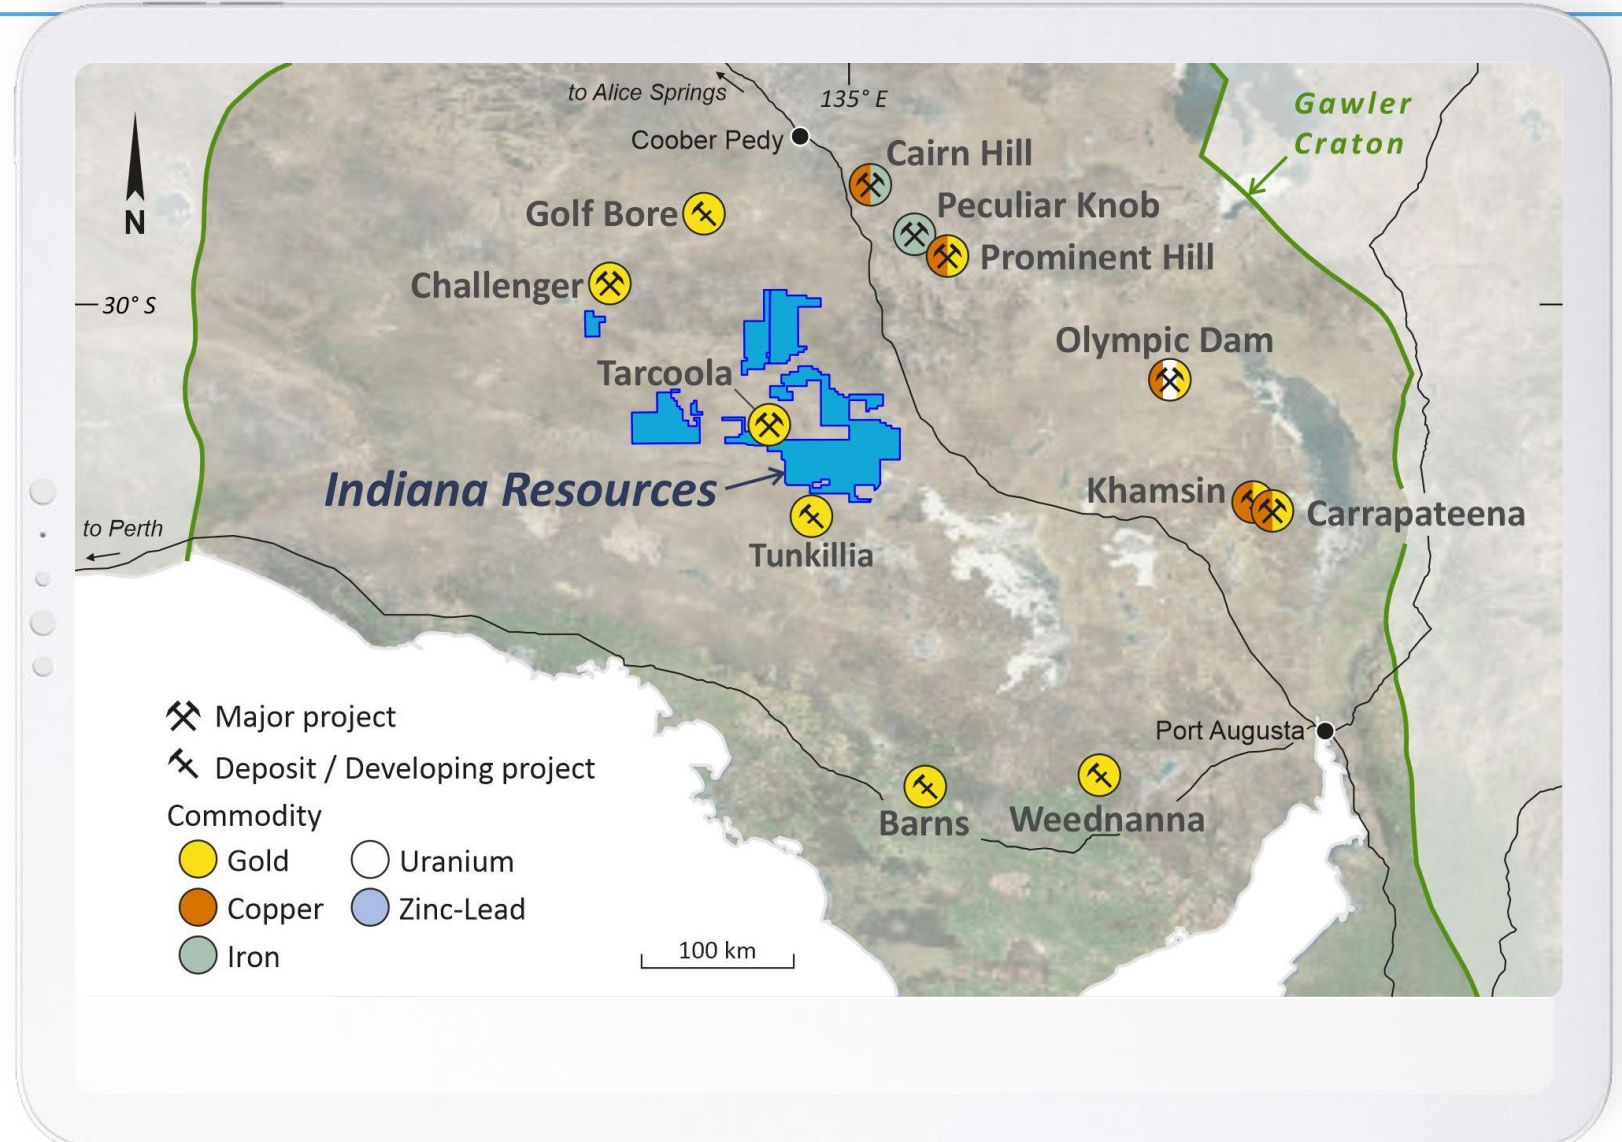 to Alice Springs
135° E
Gawler
Craton
Coober Pedy
Cairn Hill
N
Golf Bore
Peculiar Knob
Prominent Hill
Challenger
30° S
Olympic Dam
Tarcoola
Indiana Resources
Khamsin
Carrapateena
to Perth
Tunkillia
Port Augusta
Barns
Weednanna
Major project
Deposit / Developing project
Commodity
Gold
Uranium
Copper
Zinc-Lead
Iron
100 km